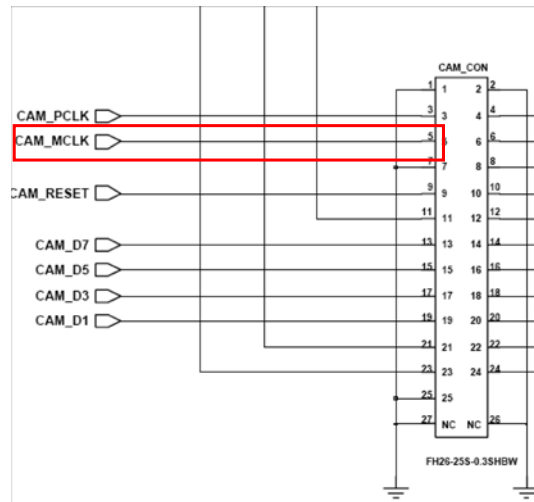 CAM_CON
1 1 2 2
CAM_PCLK 3 3 4 4
CAM_MCLK 5 6 6
7 7 8 8
CAM_RESET 9 9 10 10
11 11 12 12
CAM_D7 13 13 14 14
CAM_D5 15 15 16 16
CAM_D3 17 17 18 18
CAM_D1 19 19 20 20
21 21 22 22
23 23 24 24
25 25
27 NC NC 26
FH26-25S-0.3SHBW